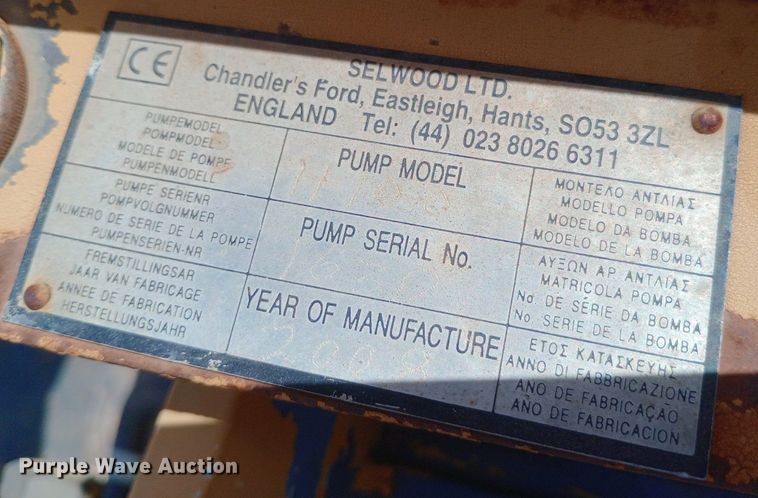 CE
SELWOOD LTD.
Chandler's Ford, Eastleigh, Hants, SO53 3ZL
ENGLAND Tel: (44) 023 8026 6311
PUMPEMODEL
POMPMODEL
MODELE DE POMPE
PUMPENMODELL
PUMP MODEL
ΜΟΝΤΕΛΟ ΑΝΤΛΙΑΣ
MODELLO POMPA
MODELO DA BOMBA
MODELO DE LA BOMBA
PUMPE SERIENR
POMPVOLGNUMMER
NUMERO DE SERIE DE LA POMPE
PUMPENSERIEN-NR
PUMP SERIAL No.
ΑΥΞΩΝ ΑΡ ΑΝΤΛΙΑΣ
MATRICOLA POMPA
No. DE SÉRIE DA BOMBA
No. SERIE DE LA BOMBA
FREMSTILLINGSAR
JAAR VAN FABRICAGE
ANNEE DE FABRICATION
HERSTELLUNGSJAHR
YEAR OF MANUFACTURE
ΕΤΟΣ ΚΑΤΑΣΚΕΥΗΣ
ANNO DI FABBRICAZIONE
ANO DE FABRICAÇAO
ANO DE FABRICACION
Purple Wave Auction